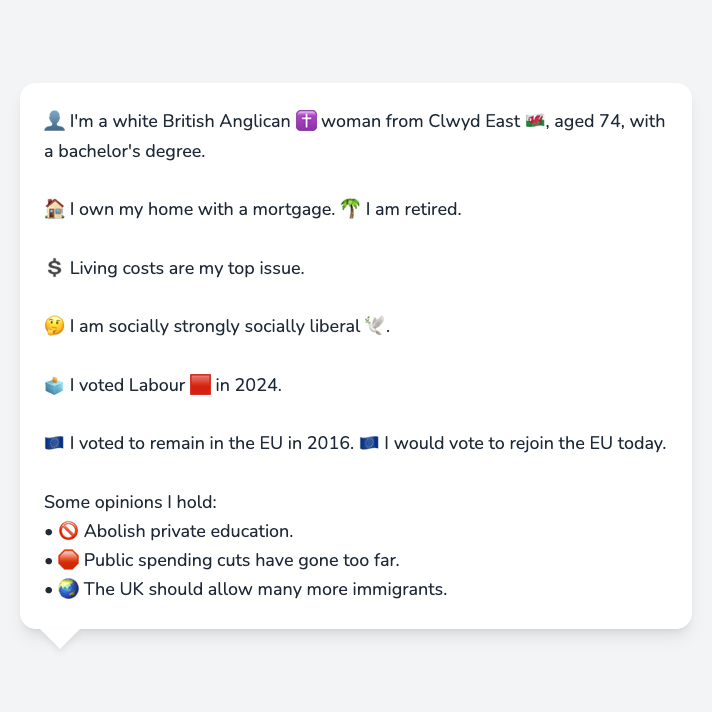 👤 I'm a white British Anglican ✝️ woman from Clwyd East 🏴󠁧󠁢󠁷󠁬󠁳󠁿, aged 74, with
a bachelor's degree.
🏠 I own my home with a mortgage. 🌴 I am retired.
💲 Living costs are my top issue.
🤔 I am socially strongly socially liberal 🕊️.
🗳️ I voted Labour 🟥 in 2024.
🇪🇺 I voted to remain in the EU in 2016. 🇪🇺 I would vote to rejoin the EU today.
Some opinions I hold:
• 🚫 Abolish private education.
• 🛑 Public spending cuts have gone too far.
• 🌏 The UK should allow many more immigrants.